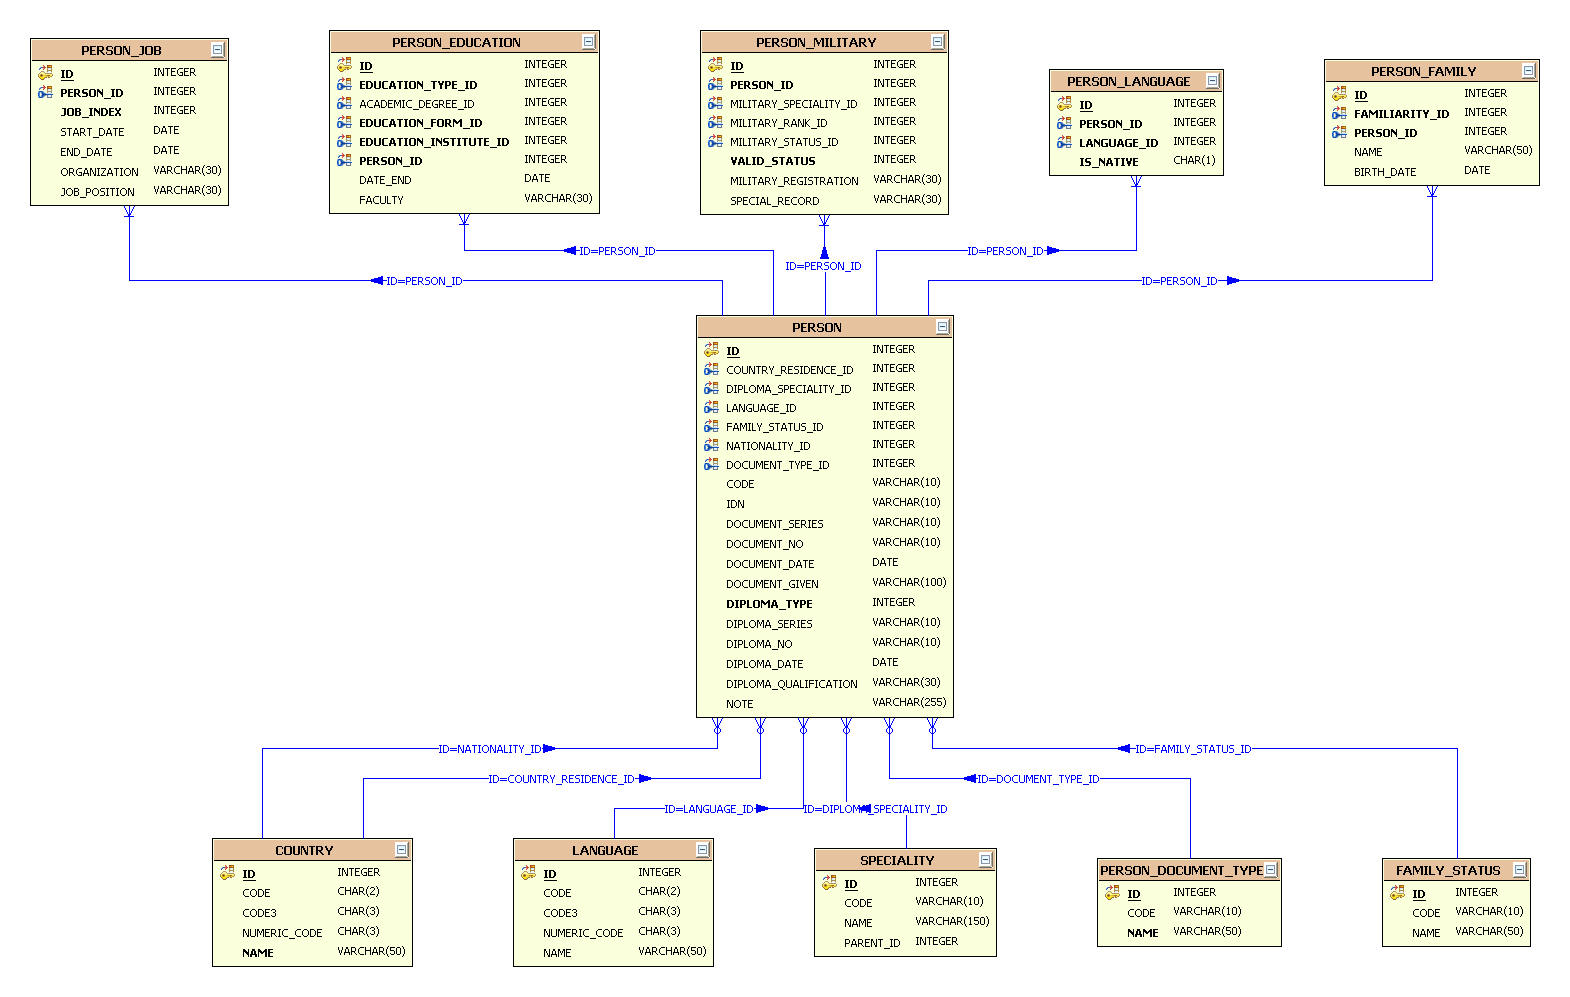 PERSON_JOB
ID INTEGER
PERSON_ID INTEGER
JOB_INDEX INTEGER
START_DATE DATE
END_DATE DATE
ORGANIZATION VARCHAR(30)
JOB_POSITION VARCHAR(30)
PERSON_EDUCATION
ID INTEGER
EDUCATION_TYPE_ID INTEGER
ACADEMIC_DEGREE_ID INTEGER
EDUCATION_FORM_ID INTEGER
EDUCATION_INSTITUTE_ID INTEGER
PERSON_ID INTEGER
DATE_END DATE
FACULTY VARCHAR(30)
PERSON_MILITARY
ID INTEGER
PERSON_ID INTEGER
MILITARY_SPECIALITY_ID INTEGER
MILITARY_RANK_ID INTEGER
MILITARY_STATUS_ID INTEGER
VALID_STATUS INTEGER
MILITARY_REGISTRATION VARCHAR(30)
SPECIAL_RECORD VARCHAR(30)
PERSON_LANGUAGE
ID INTEGER
PERSON_ID INTEGER
LANGUAGE_ID INTEGER
IS_NATIVE CHAR(1)
PERSON_FAMILY
ID INTEGER
FAMILIARITY_ID INTEGER
PERSON_ID INTEGER
NAME VARCHAR(50)
BIRTH_DATE DATE
ID=PERSON_ID
ID=PERSON_ID
ID=PERSON_ID
ID=PERSON_ID
ID=PERSON_ID
PERSON
ID INTEGER
COUNTRY_RESIDENCE_ID INTEGER
DIPLOMA_SPECIALITY_ID INTEGER
LANGUAGE_ID INTEGER
FAMILY_STATUS_ID INTEGER
NATIONALITY_ID INTEGER
DOCUMENT_TYPE_ID INTEGER
CODE VARCHAR(10)
IDN VARCHAR(10)
DOCUMENT_SERIES VARCHAR(10)
DOCUMENT_NO VARCHAR(10)
DOCUMENT_DATE DATE
DOCUMENT_GIVEN VARCHAR(100)
DIPLOMA_TYPE INTEGER
DIPLOMA_SERIES VARCHAR(10)
DIPLOMA_NO VARCHAR(10)
DIPLOMA_DATE DATE
DIPLOMA_QUALIFICATION VARCHAR(30)
NOTE VARCHAR(255)
ID=NATIONALITY_ID
ID=FAMILY_STATUS_ID
ID=COUNTRY_RESIDENCE_ID
ID=DOCUMENT_TYPE_ID
ID=LANGUAGE_ID
ID=DIPLOMA_SPECIALITY_ID
COUNTRY
ID INTEGER
CODE CHAR(2)
CODE3 CHAR(3)
NUMERIC_CODE CHAR(3)
NAME VARCHAR(50)
LANGUAGE
ID INTEGER
CODE CHAR(2)
CODE3 CHAR(3)
NUMERIC_CODE CHAR(3)
NAME VARCHAR(50)
SPECIALITY
ID INTEGER
CODE VARCHAR(10)
NAME VARCHAR(150)
PARENT_ID INTEGER
PERSON_DOCUMENT_TYPE
ID INTEGER
CODE VARCHAR(10)
NAME VARCHAR(50)
FAMILY_STATUS
ID INTEGER
CODE VARCHAR(10)
NAME VARCHAR(50)